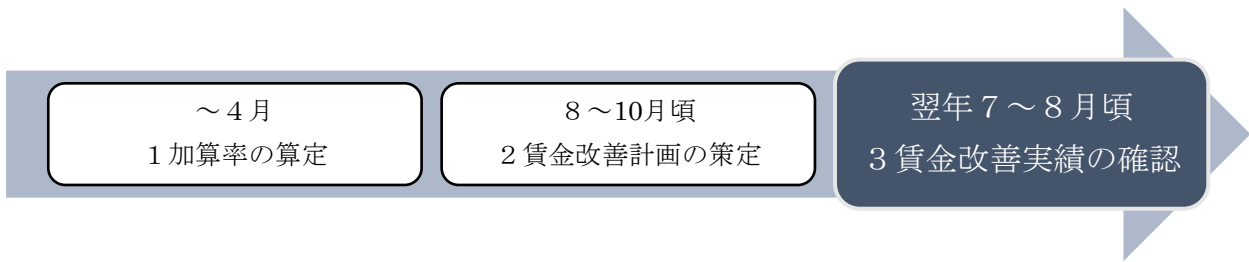 ～４月
１加算率の算定
８～10月頃
２賃金改善計画の策定
翌年７～８月頃
３賃金改善実績の確認